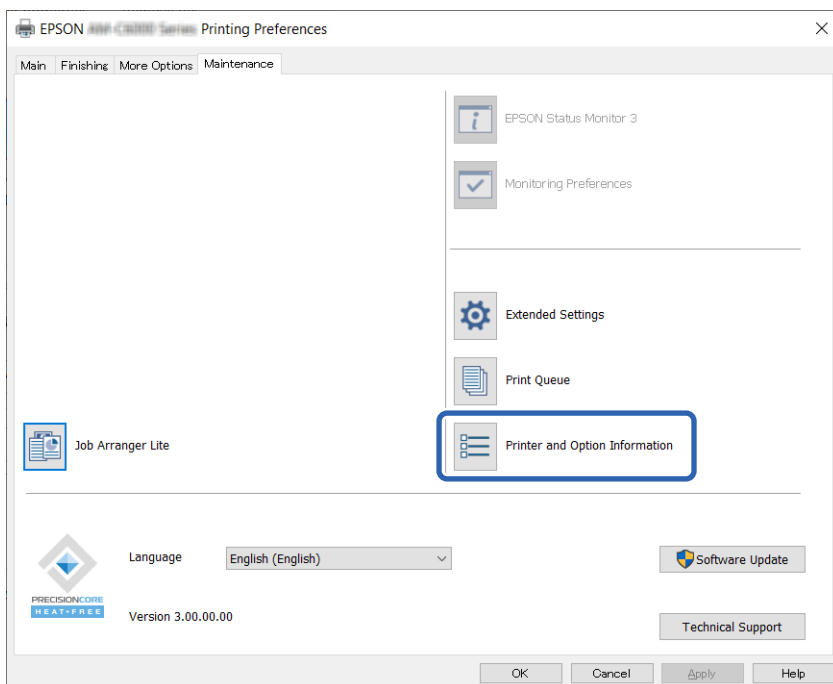 EPSON Series Printing Preferences
Main Finishing More Options Maintenance
EPSON Status Monitor 3
Monitoring Preferences
Extended Settings
Print Queue
Job Arranger Lite
Printer and Option Information
Language
English (English)
Software Update
PRECISIONCORE
HEAT-FREE
Version 3.00.00.00
Technical Support
OK Cancel Apply Help